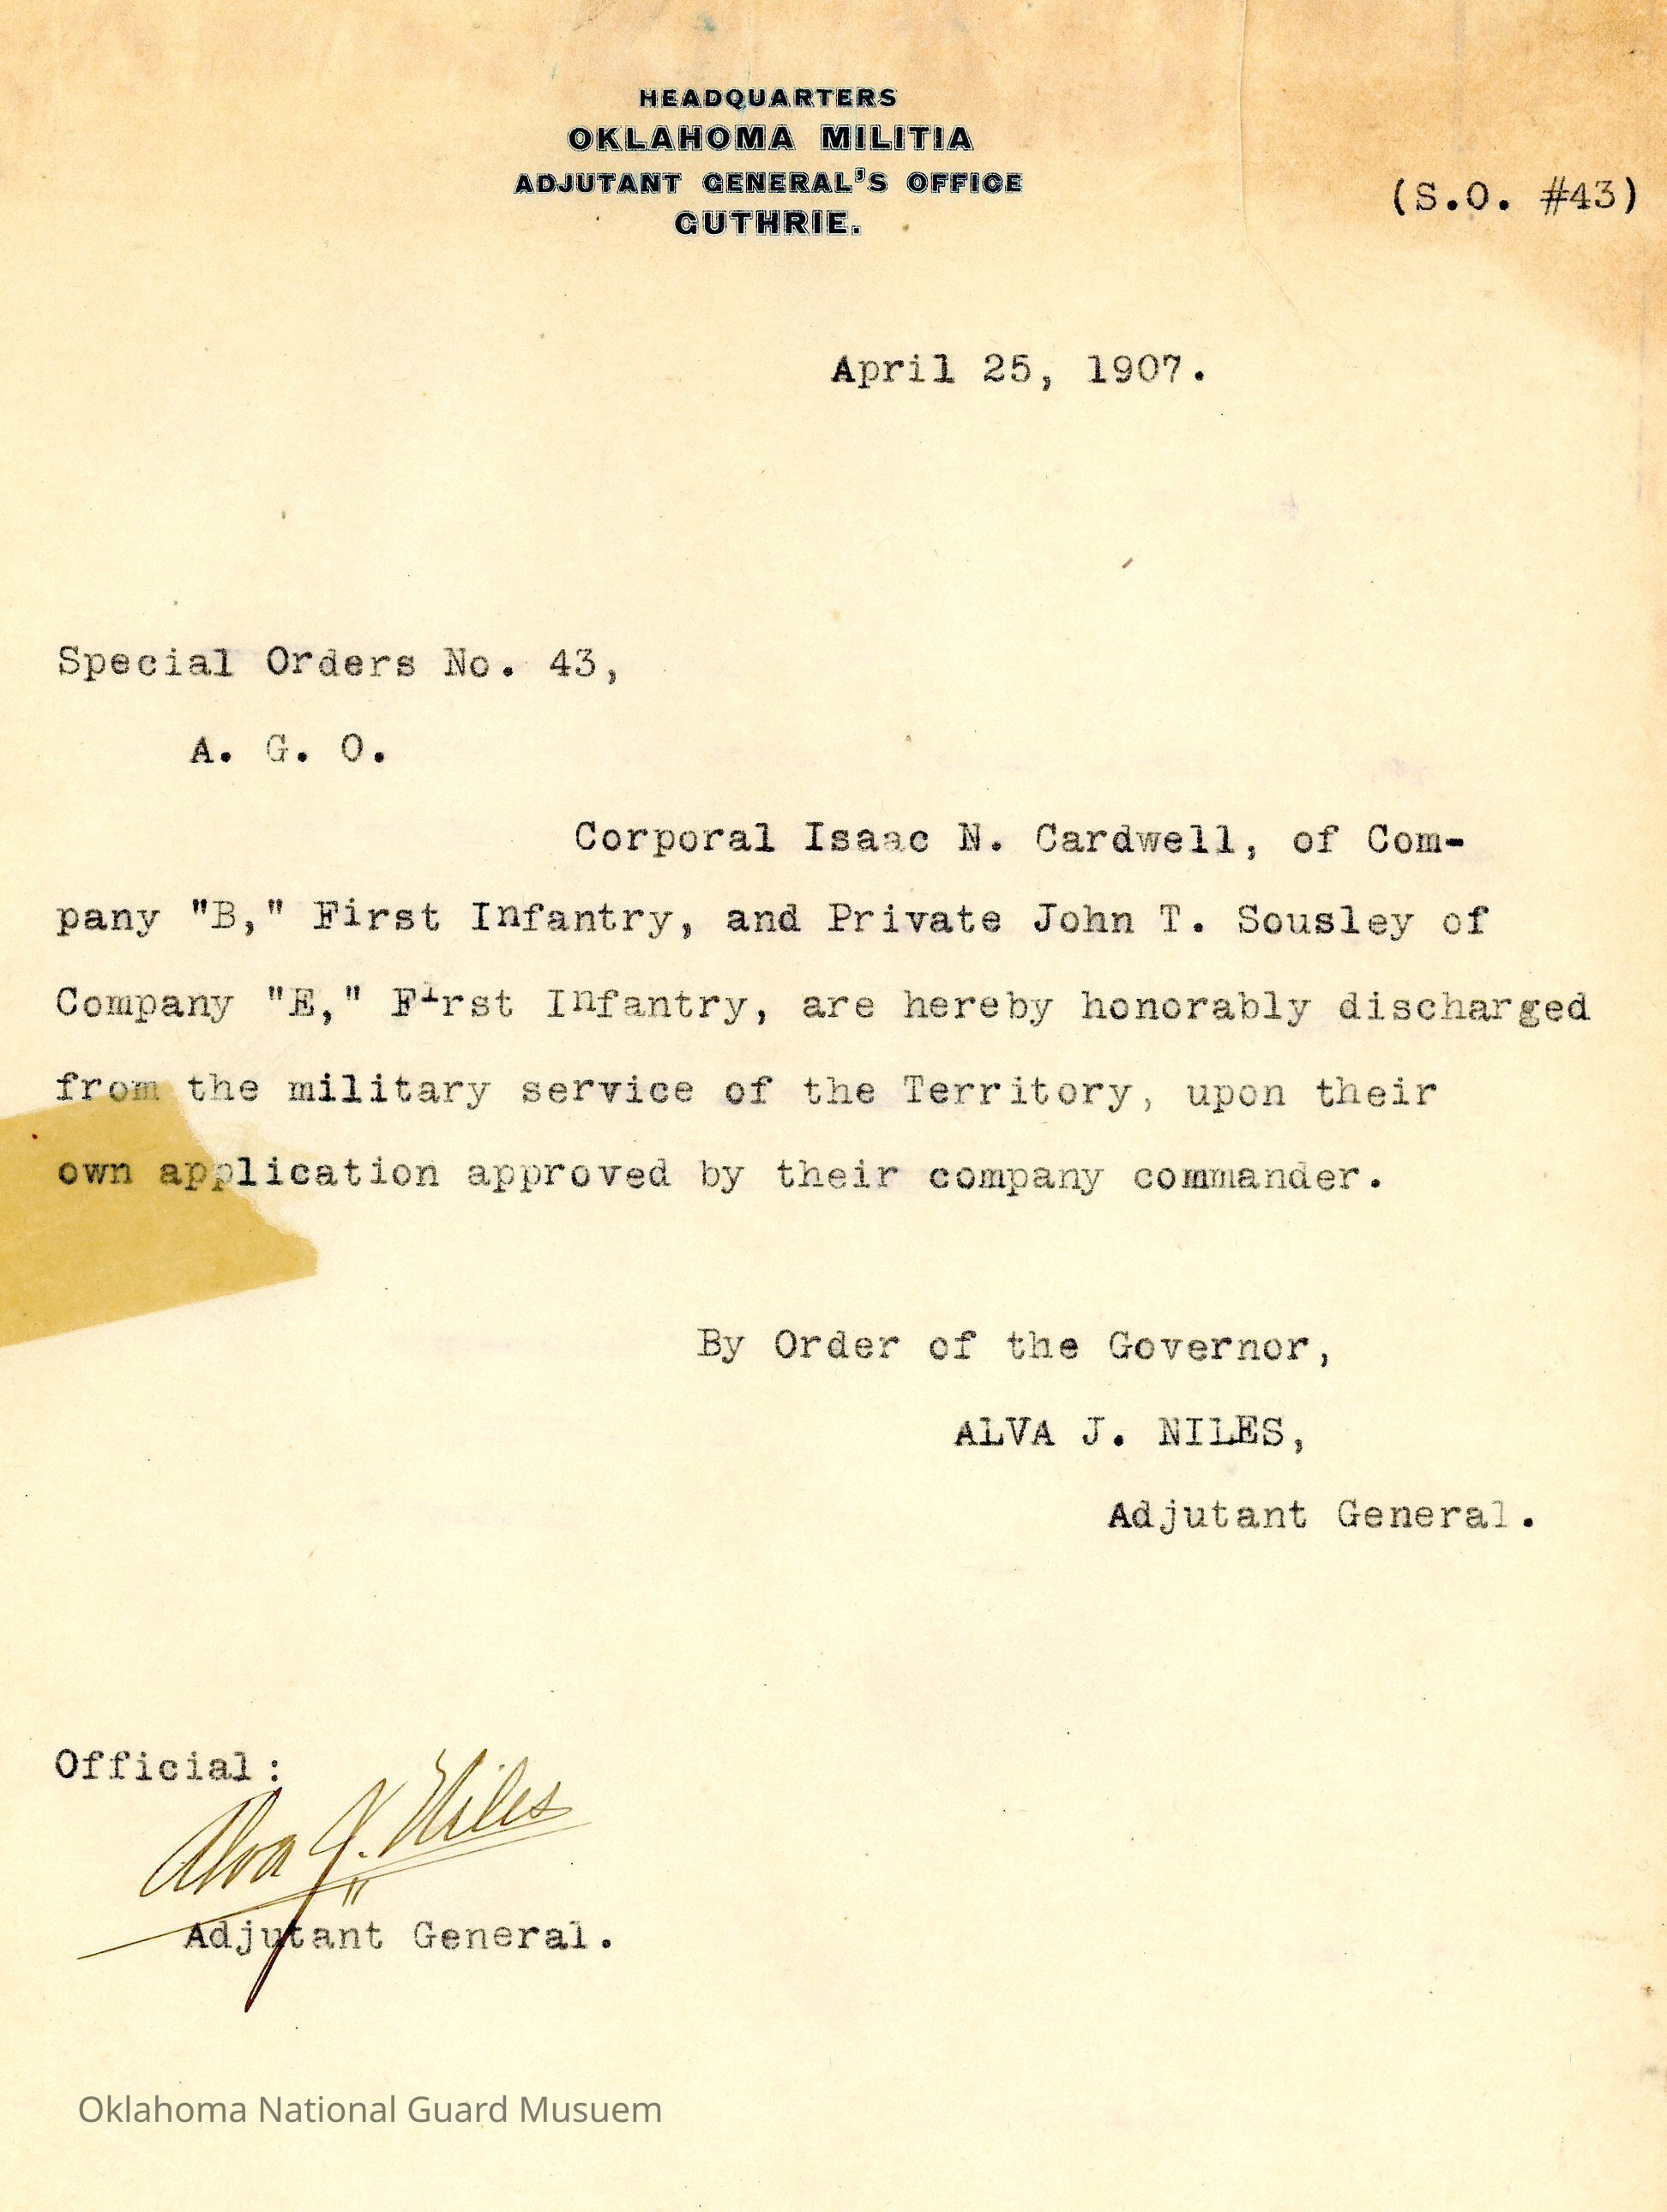 HEADQUARTERS
OKLAHOMA MILITIA
ADJUTANT GENERAL'S OFFICE
GUTHRIE.
(S.O. #43)
April 25, 1907.
Special Orders No. 43,
A. G. O.
Corporal Isaac N. Cardwell, of Com-
pany "B," First Infantry, and Private John T. Sousley of
Company "E," First Infantry, are hereby honorably discharged
from the military service of the Territory, upon their
own application approved by their company commander.
By Order of the Governor,
ALVA J. NILES,
Adjutant General.
Official:
Alva J. Niles
Adjutant General.
Oklahoma National Guard Musuem